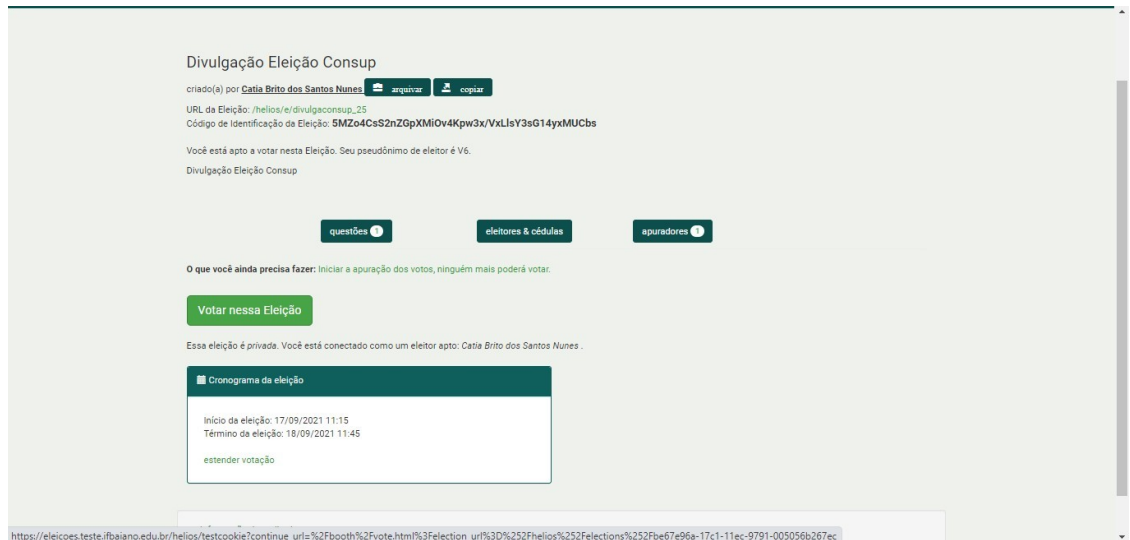 Divulgação Eleição Consup
criado(a) por Catia Brito dos Santos Nunes arquivar copiar
URL da Eleição: /helios/e/divulgaconsup_25
Código de Identificação da Eleição: 5MZo4CsS2nZGpXMiOv4Kpw3x/VxLlsY3sG14yxMUCbs
Você está apto a votar nesta Eleição. Seu pseudônimo de eleitor é V6.
Divulgação Eleição Consup
questões 1 eleitores & cédulas apuradores 1
O que você ainda precisa fazer: Iniciar a apuração dos votos, ninguém mais poderá votar.
Votar nessa Eleição
Essa eleição é privada. Você está conectado como um eleitor apto: Catia Brito dos Santos Nunes .
Cronograma da eleição
Início da eleição: 17/09/2021 11:15
Término da eleição: 18/09/2021 11:45
estender votação
https://eleicoes.teste.ifbaiano.edu.br/helios/testcookie?continue_url=%2Fbooth%2Fvote.html%3Felection_url%3D%252Fhelios%252Felections%252Fbe67e96a-17c1-11ec-9791-005056b267ec